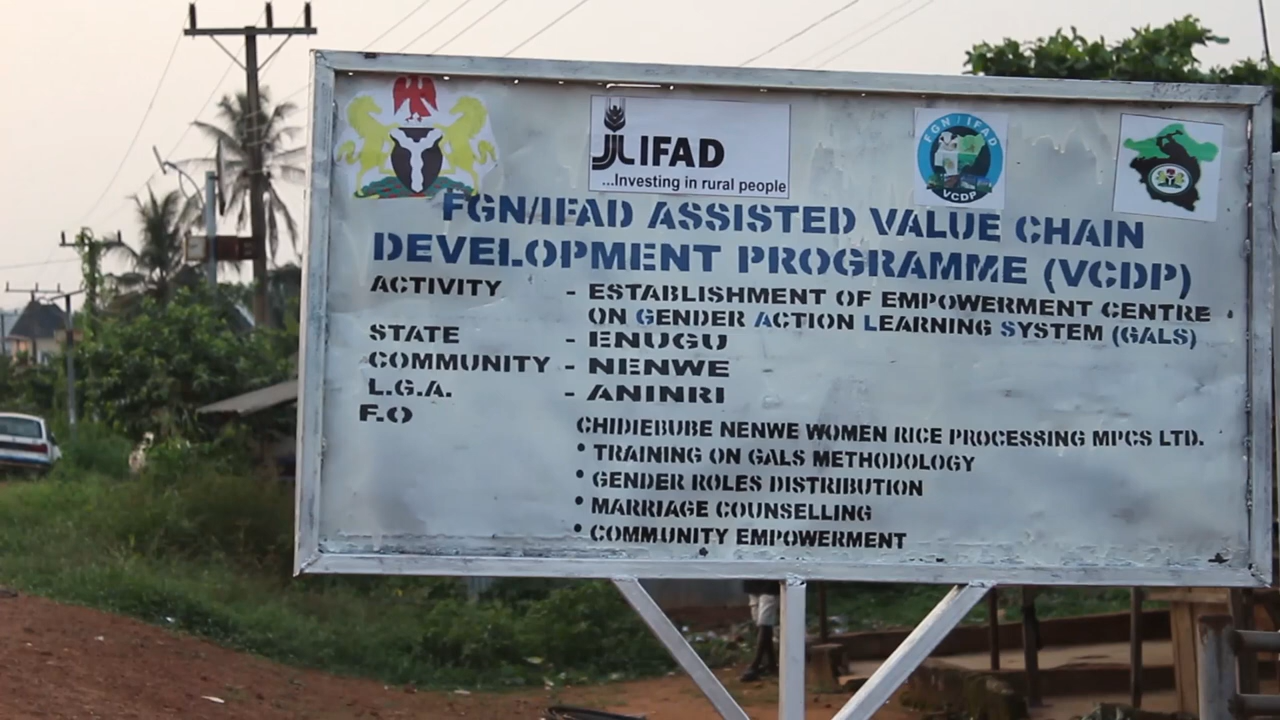 IFAD
...Investing in rural people
FGN / IFAD
VCDP
FGN/IFAD ASSISTED VALUE CHAIN
DEVELOPMENT PROGRAMME (VCDP)
ACTIVITY - ESTABLISHMENT OF EMPOWERMENT CENTRE
ON GENDER ACTION LEARNING SYSTEM (GALS)
STATE - ENUGU
COMMUNITY - NENWE
L.G.A. - ANINRI
F.O
CHIDIEBUBE NENWE WOMEN RICE PROCESSING MPCS LTD.
• TRAINING ON GALS METHODOLOGY
• GENDER ROLES DISTRIBUTION
• MARRIAGE COUNSELLING
• COMMUNITY EMPOWERMENT